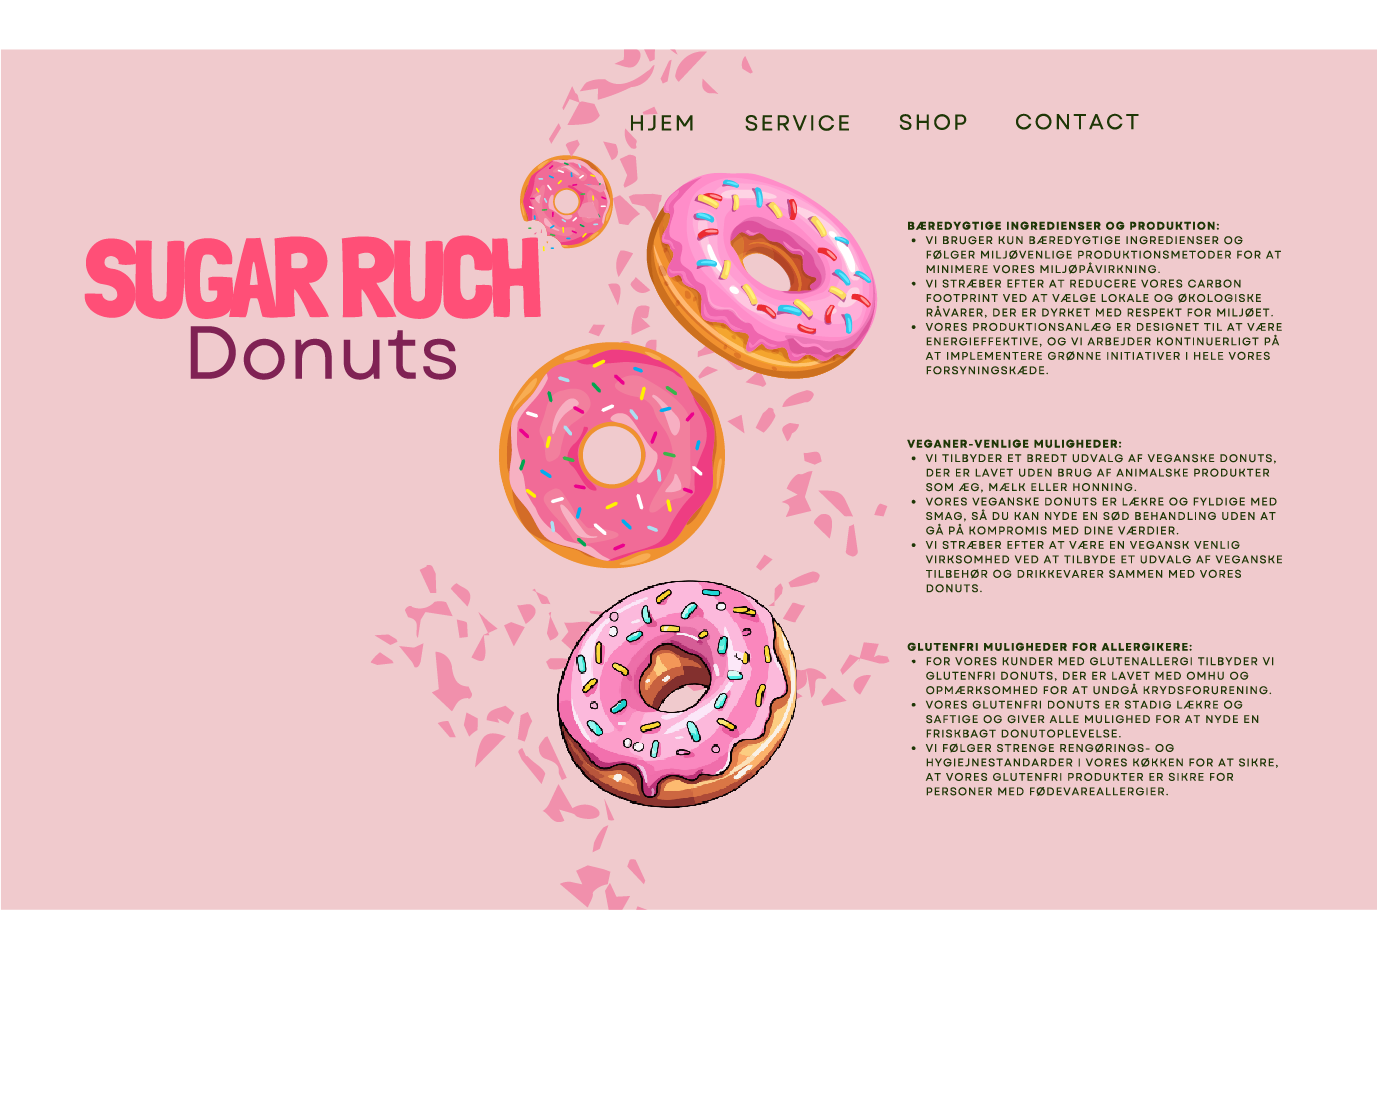 HJEM SERVICE SHOP CONTACT
SUGAR RUCH
Donuts
BÆREDYGTIGE INGREDIENSER OG PRODUKTION:
• VI BRUGER KUN BÆREDYGTIGE INGREDIENSER OG
FØLGER MILJØVENLIGE PRODUKTIONSMETODER FOR AT
MINIMERE VORES MILJØPÅVIRKNING.
• VI STRÆBER EFTER AT REDUCERE VORES CARBON
FOOTPRINT VED AT VÆLGE LOKALE OG ØKOLOGISKE
RÅVARER, DER ER DYRKET MED RESPEKT FOR MILJØET.
• VORES PRODUKTIONSANLÆG ER DESIGNET TIL AT VÆRE
ENERGIEFFEKTIVE, OG VI ARBEJDER KONTINUERLIGT PÅ
AT IMPLEMENTERE GRØNNE INITIATIVER I HELE VORES
FORSYNINGSKÆDE.
VEGANER-VENLIGE MULIGHEDER:
• VI TILBYDER ET BREDT UDVALG AF VEGANSKE DONUTS,
DER ER LAVET UDEN BRUG AF ANIMALSKE PRODUKTER
SOM ÆG, MÆLK ELLER HONNING.
• VORES VEGANSKE DONUTS ER LÆKRE OG FYLDIGE MED
SMAG, SÅ DU KAN NYDE EN SØD BEHANDLING UDEN AT
GÅ PÅ KOMPROMIS MED DINE VÆRDIER.
• VI STRÆBER EFTER AT VÆRE EN VEGANSK VENLIG
VIRKSOMHED VED AT TILBYDE ET UDVALG AF VEGANSKE
TILBEHØR OG DRIKKEVARER SAMMEN MED VORES
DONUTS.
GLUTENFRI MULIGHEDER FOR ALLERGIKERE:
• FOR VORES KUNDER MED GLUTENALLERGI TILBYDER VI
GLUTENFRI DONUTS, DER ER LAVET MED OMHU OG
OPMÆRKSOMHED FOR AT UNDGÅ KRYDSFORURENING.
• VORES GLUTENFRI DONUTS ER STADIG LÆKRE OG
SAFTIGE OG GIVER ALLE MULIGHED FOR AT NYDE EN
FRISKBAGT DONUTOPLEVELSE.
• VI FØLGER STRENGE RENGØRINGS- OG
HYGIEJNESTANDARDER I VORES KØKKEN FOR AT SIKRE,
AT VORES GLUTENFRI PRODUKTER ER SIKRE FOR
PERSONER MED FØDEVAREALLERGIER.